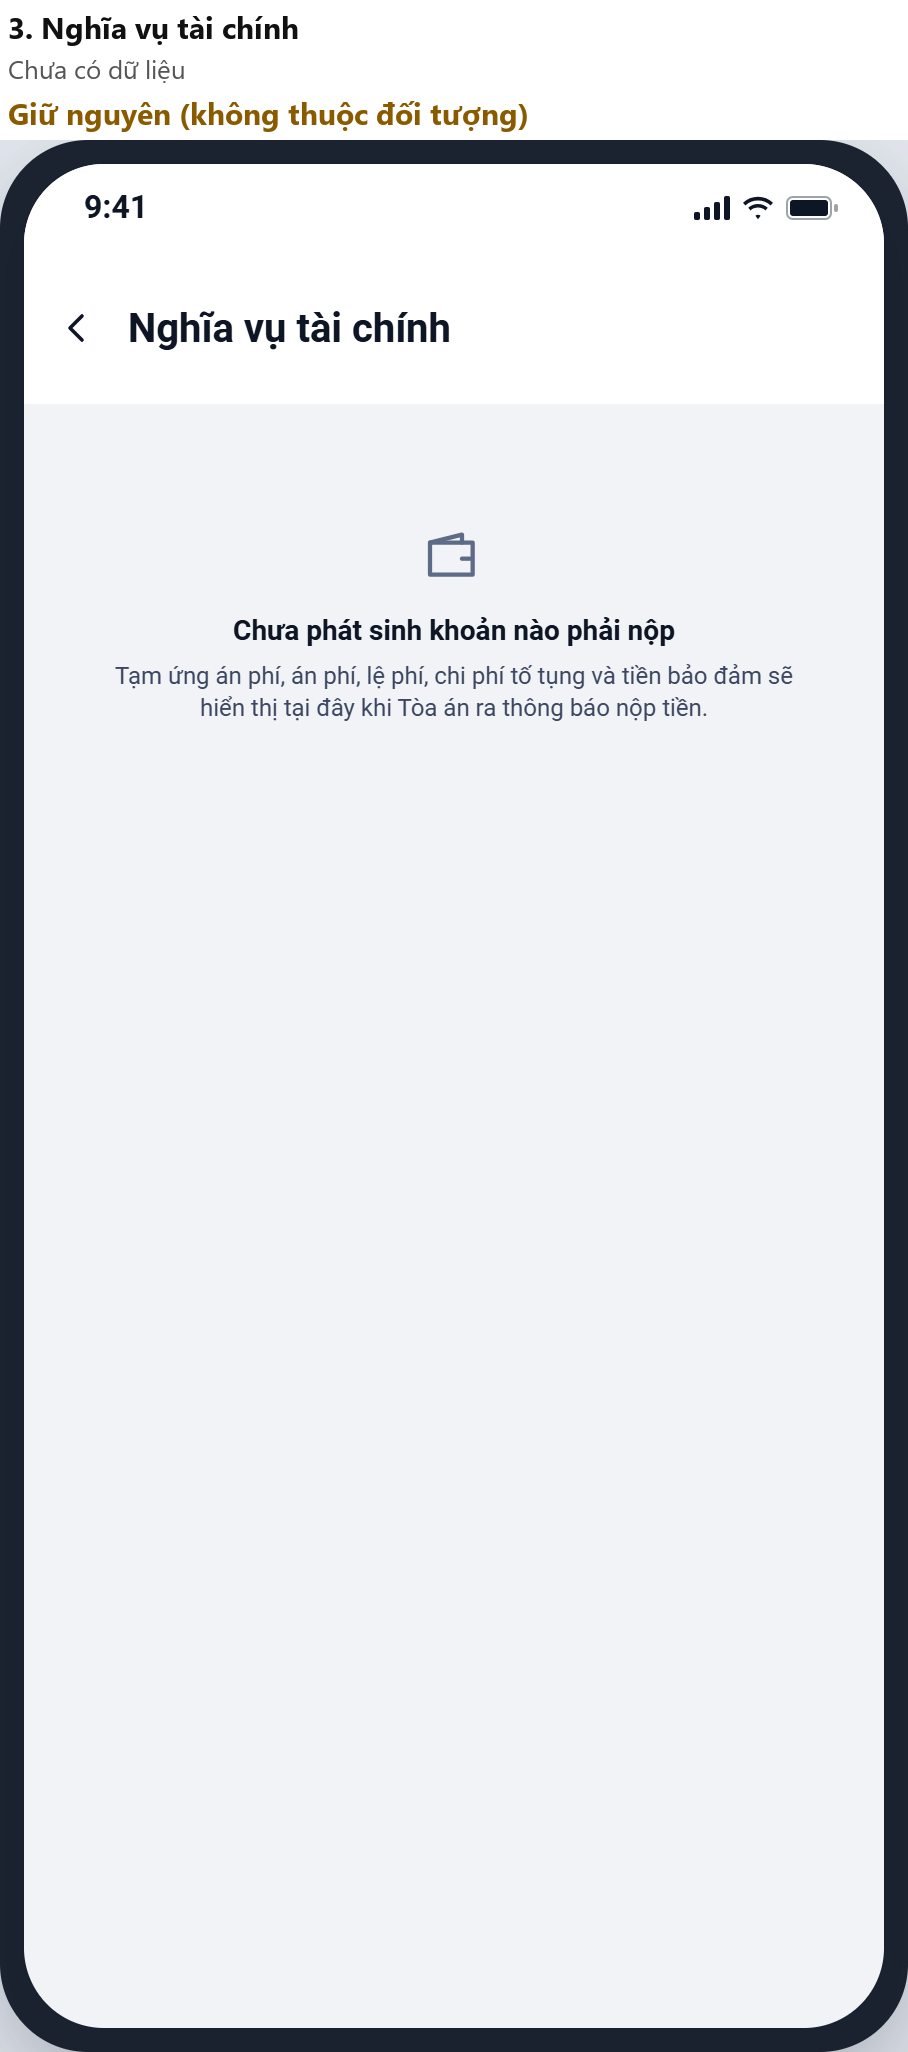 3. Nghĩa vụ tài chính
Chưa có dữ liệu
Giữ nguyên (không thuộc đối tượng)
9:41
Nghĩa vụ tài chính
Chưa phát sinh khoản nào phải nộp
Tạm ứng án phí, án phí, lệ phí, chi phí tố tụng và tiền bảo đảm sẽ
hiển thị tại đây khi Tòa án ra thông báo nộp tiền.